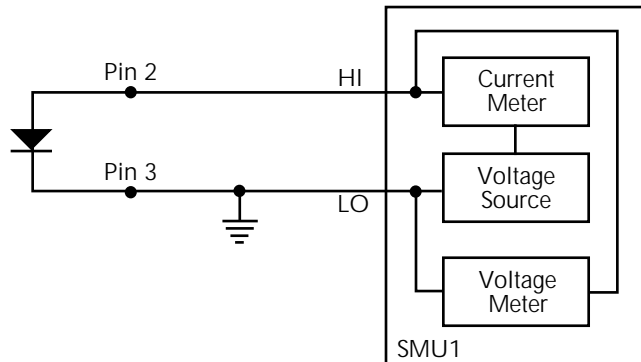 Pin 2
HI
Current
Meter
Pin 3
LO
Voltage
Source
Voltage
Meter
SMU1